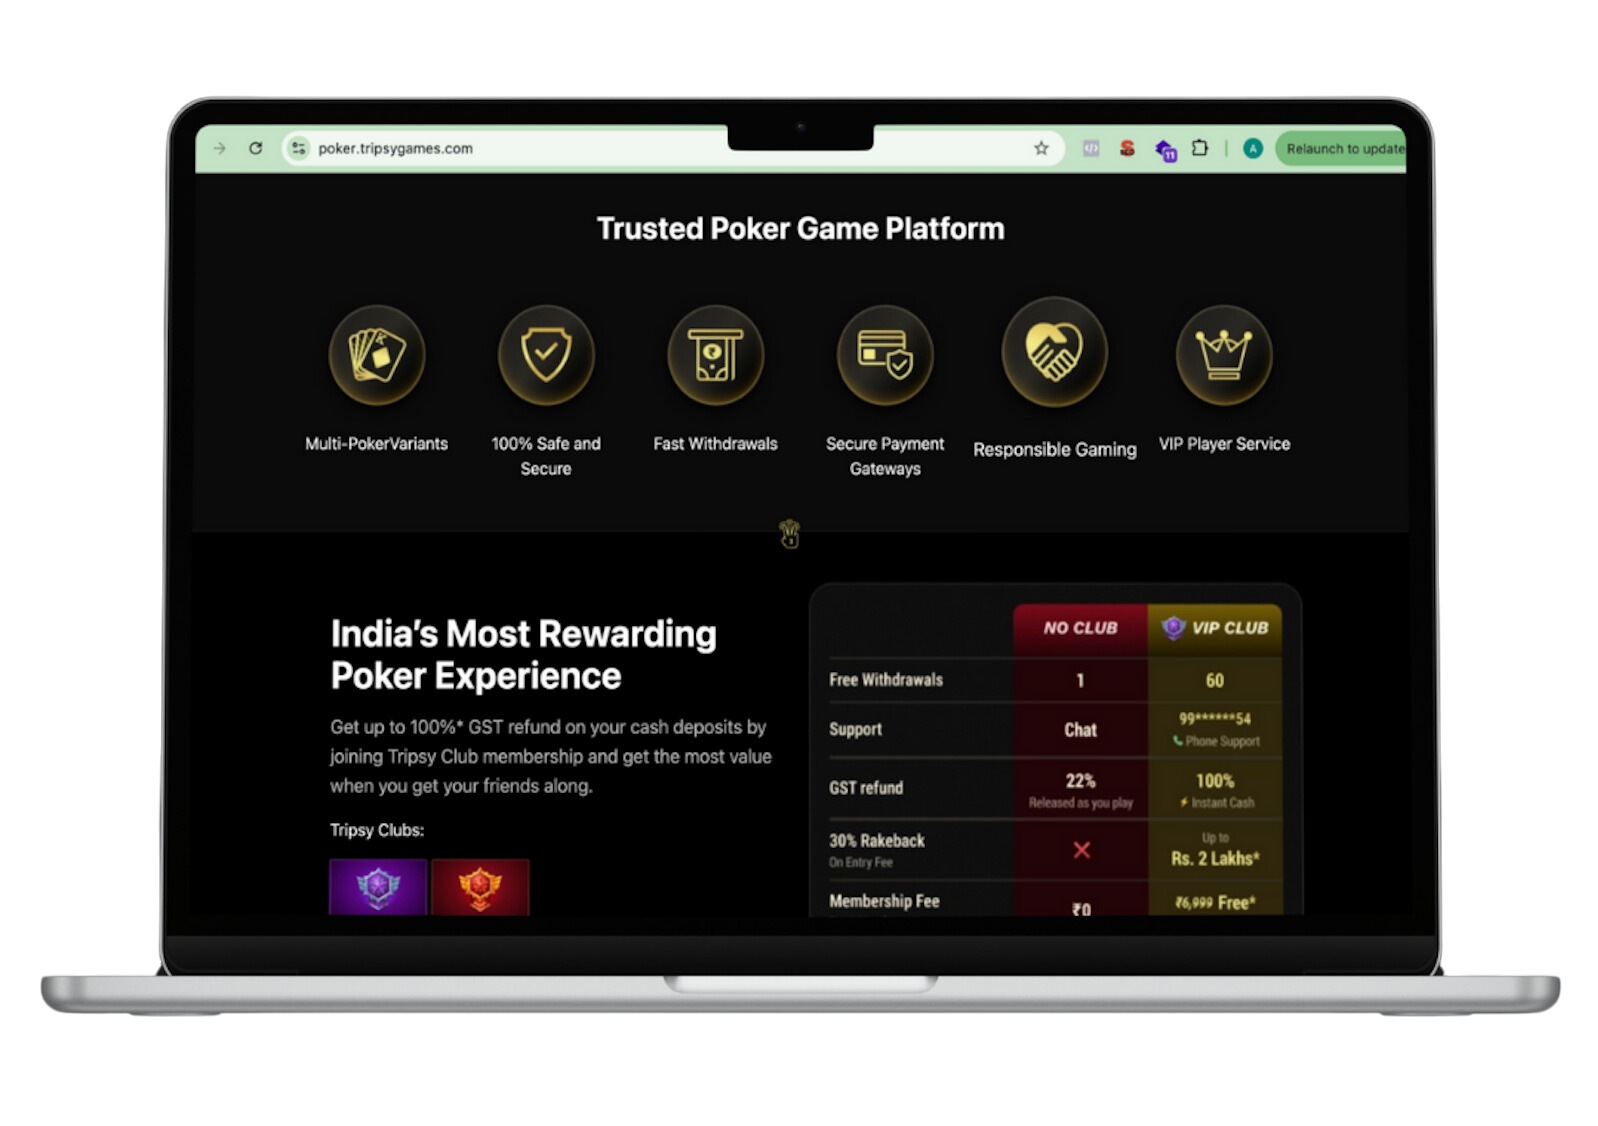 poker.tripsygames.com
11
A
Relaunch to update
Trusted Poker Game Platform
Multi-PokerVariants
100% Safe and
Secure
Fast Withdrawals
Secure Payment
Gateways
Responsible Gaming
VIP Player Service
India's Most Rewarding
Poker Experience
Get up to 100%* GST refund on your cash deposits by
joining Tripsy Club membership and get the most value
when you get your friends along.
Tripsy Clubs:
NO CLUB VIP CLUB
Free Withdrawals 1 60
Support Chat 99******54
Phone Support
GST refund 22% 100%
Released as you play Instant Cash
30% Rakeback
On Entry Fee
Up to
Rs. 2 Lakhs*
Membership Fee ₹0 ₹6,999 Free*